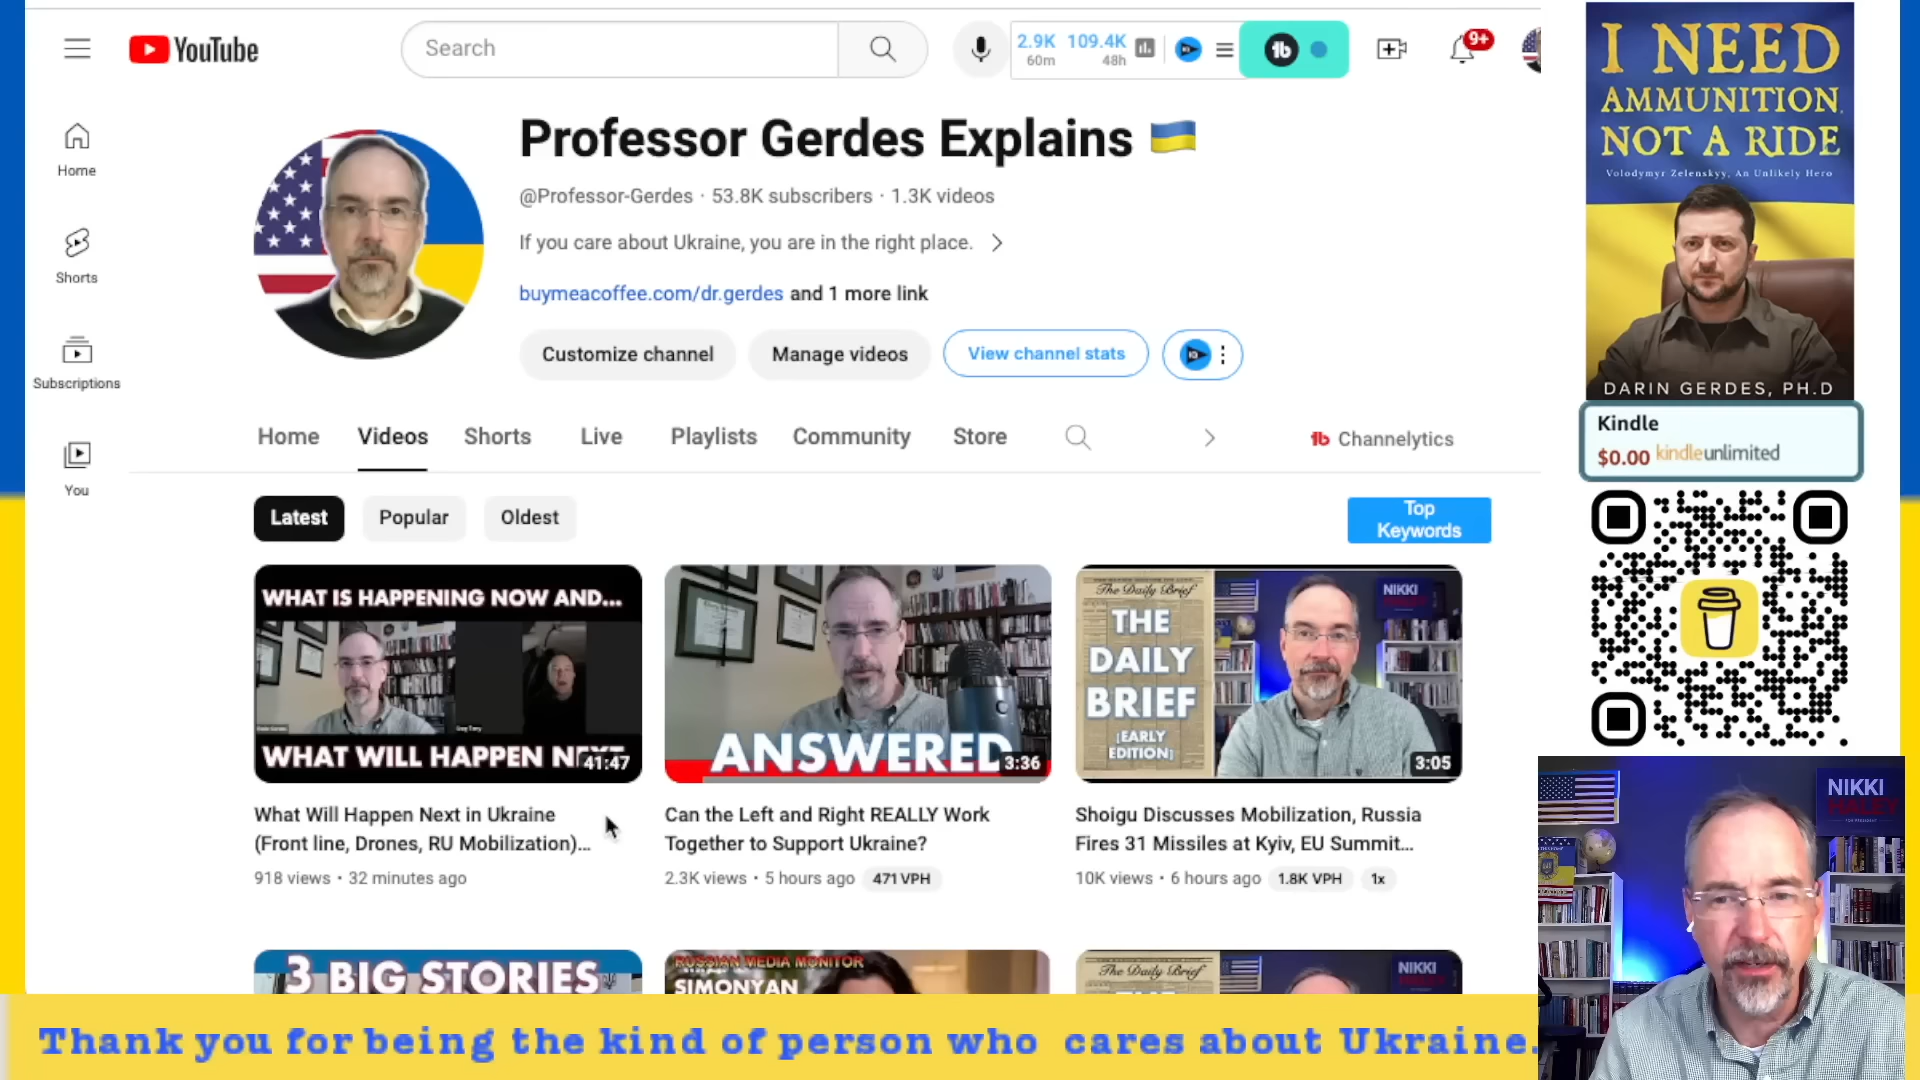 YouTube
Search
2.9K 109.4K
60m 48h
9+
Home
Shorts
Subscriptions
You
Professor Gerdes Explains
@Professor-Gerdes · 53.8K subscribers · 1.3K videos
If you care about Ukraine, you are in the right place.
buymeacoffee.com/dr.gerdes and 1 more link
Customize channel
Manage videos
View channel stats
Home
Videos
Shorts
Live
Playlists
Community
Store
Channelytics
Latest
Popular
Oldest
Top
Keywords
WHAT IS HAPPENING NOW AND...
WHAT WILL HAPPEN
41:47
What Will Happen Next in Ukraine
(Front line, Drones, RU Mobilization)...
918 views · 32 minutes ago
ANSWERED
3:36
Can the Left and Right REALLY Work
Together to Support Ukraine?
2.3K views · 5 hours ago 471 VPH
The Daily Brief
THE
DAILY
BRIEF
[EARLY
EDITION]
NIKKI
3:05
Shoigu Discusses Mobilization, Russia
Fires 31 Missiles at Kyiv, EU Summit...
10K views · 6 hours ago 1.8K VPH 1x
3 BIG STORIES
RUSSIAN MEDIA MONITOR
SIMONYAN
The Daily Brief
NIKKI
I NEED
AMMUNITION,
NOT A RIDE
Volodymyr Zelenskyy, An Unlikely Hero
DARIN GERDES, PH.D
Kindle
$0.00 kindleunlimited
NIKKI
HALEY
Thank you for being the kind of person who cares about Ukraine.